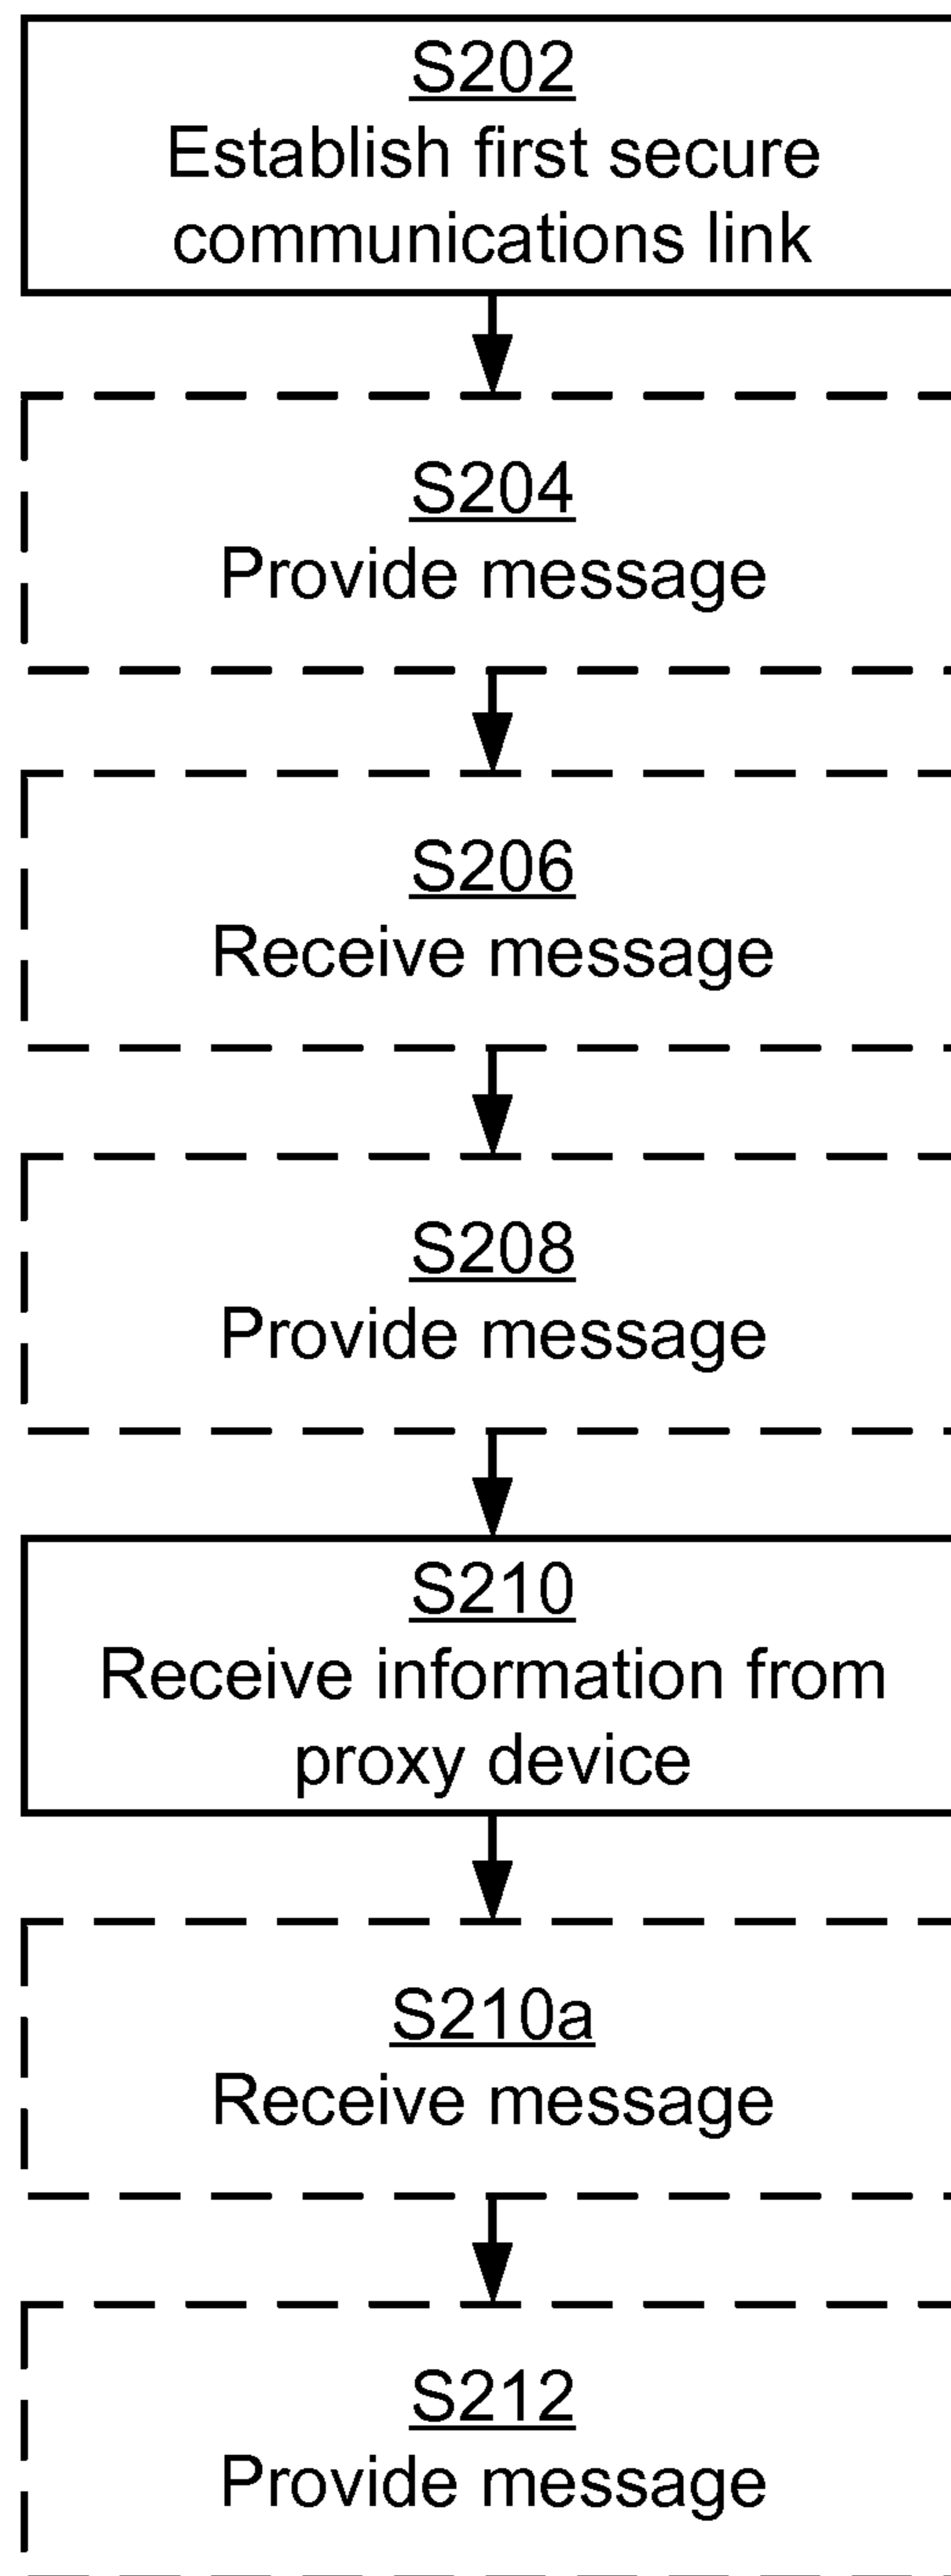 S202
Establish first secure
communications link
S204
Provide message
S206
Receive message
S208
Provide message
S210
Receive information from
proxy device
S210a
Receive message
S212
Provide message